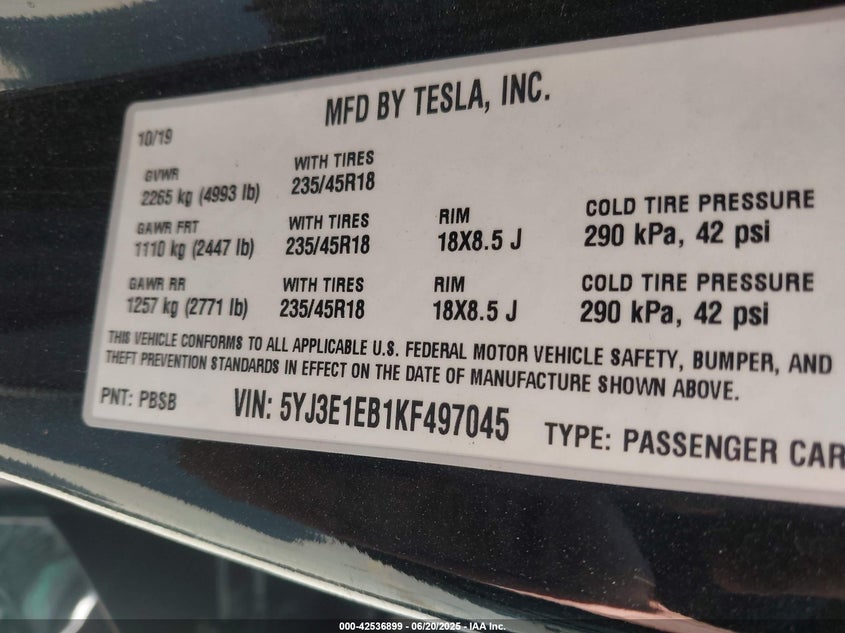 MFD BY TESLA, INC.
10/19
GVWR
2265 kg (4993 lb)
WITH TIRES
235/45R18
GAWR FRT
1110 kg (2447 lb)
WITH TIRES
235/45R18
RIM
18X8.5 J
COLD TIRE PRESSURE
290 kPa, 42 psi
GAWR RR
1257 kg (2771 lb)
WITH TIRES
235/45R18
RIM
18X8.5 J
COLD TIRE PRESSURE
290 kPa, 42 psi
THIS VEHICLE CONFORMS TO ALL APPLICABLE U.S. FEDERAL MOTOR VEHICLE SAFETY, BUMPER, AND
THEFT PREVENTION STANDARDS IN EFFECT ON THE DATE OF MANUFACTURE SHOWN ABOVE.
PNT: PBSB
VIN: 5YJ3E1EB1KF497045
TYPE: PASSENGER CAR
000-42536899 - 06/20/2025 - IAA Inc.